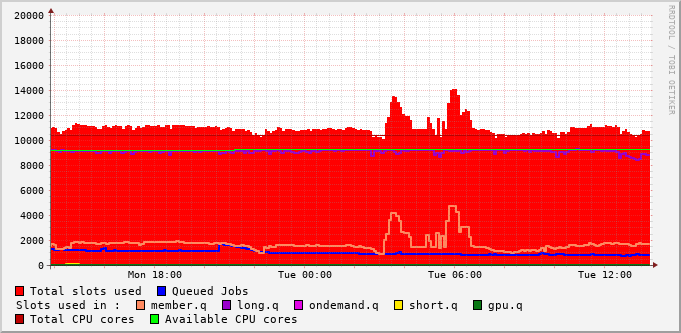 20000
18000
16000
14000
12000
10000
8000
6000
4000
2000
0
Mon 18:00 Tue 00:00 Tue 06:00 Tue 12:00
RRDTOOL / TOBI OETIKER
Total slots used Queued Jobs
Slots used in : member.q long.q ondemand.q short.q gpu.q
Total CPU cores Available CPU cores